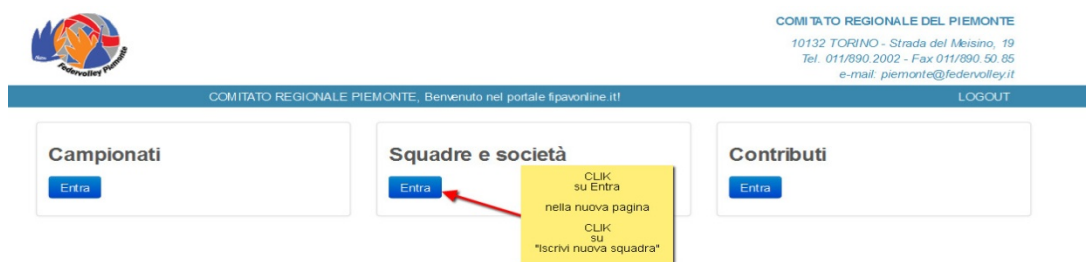 Federvolley Piemonte
COMITATO REGIONALE DEL PIEMONTE
10132 TORINO - Strada del Meisino, 19
Tel. 011/890.2002 - Fax 011/890.50.85
e-mail: piemonte@federvolley.it
COMITATO REGIONALE PIEMONTE, Benvenuto nel portale fipavonline.it!
LOGOUT
Campionati
Entra
Squadre e società
Entra
CLIK
su Entra
nella nuova pagina
CLIK
su
"Iscrivi nuova squadra"
Contributi
Entra